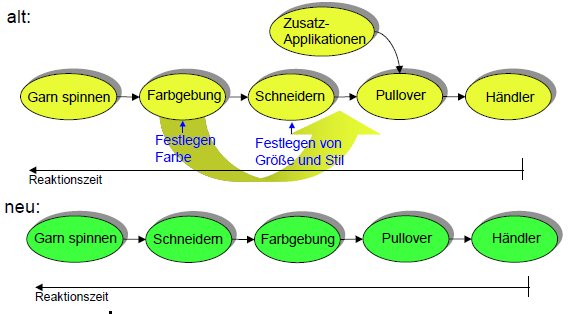 alt:
Zusatz-
Applikationen
Garn spinnen
Farbgebung
Schneidern
Pullover
Händler
Festlegen
Farbe
Festlegen von
Größe und Stil
Reaktionszeit
neu:
Garn spinnen
Schneidern
Farbgebung
Pullover
Händler
Reaktionszeit